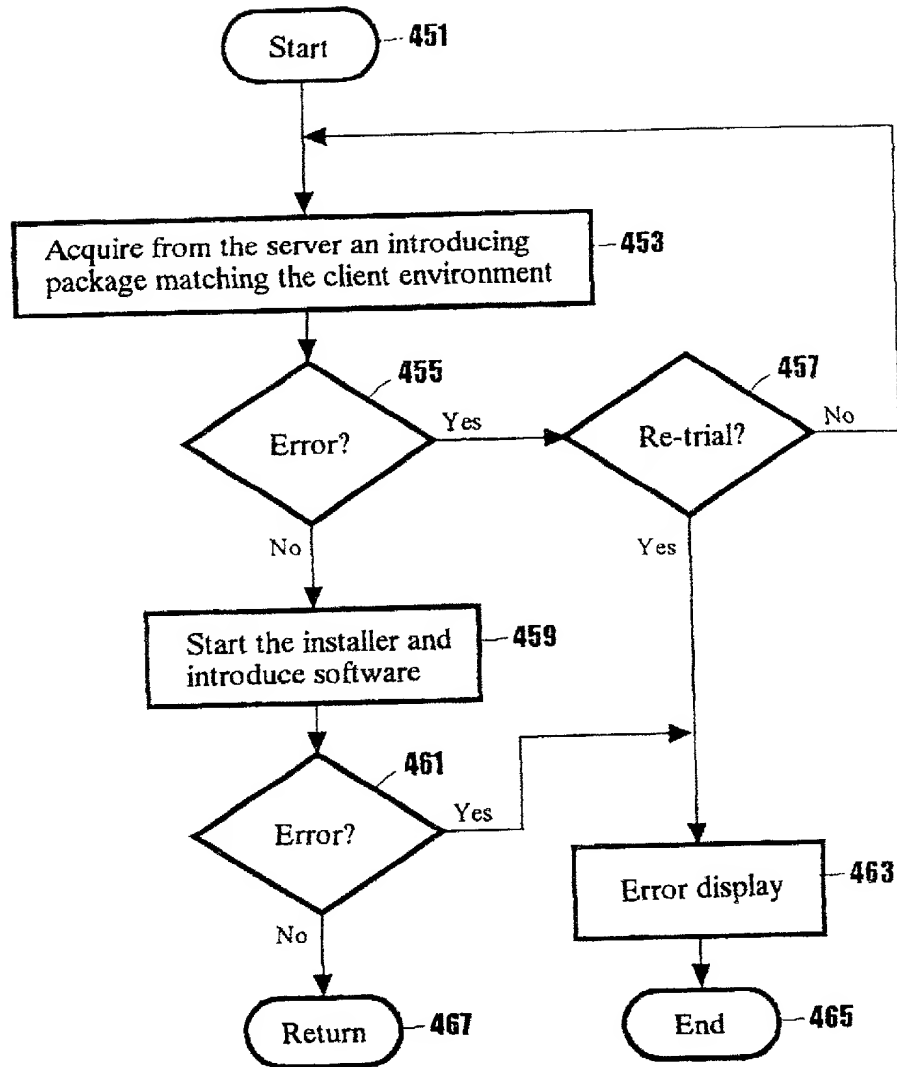 Start
451
Acquire from the server an introducing
package matching the client environment
453
455
457
Error?
Yes
Re-trial?
No
No
Yes
Start the installer and
introduce software
459
461
Error?
Yes
Error display
463
No
Return
467
End
465